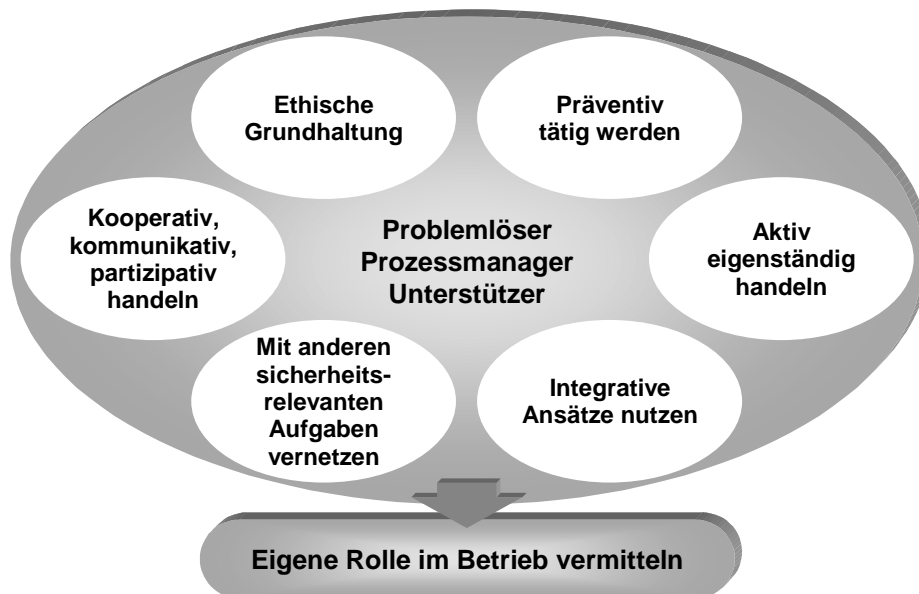 Ethische
Grundhaltung
Präventiv
tätig werden
Kooperativ,
kommunikativ,
partizipativ
handeln
Problemlöser
Prozessmanager
Unterstützer
Aktiv
eigenständig
handeln
Mit anderen
sicherheits-
relevanten
Aufgaben
vernetzen
Integrative
Ansätze nutzen
Eigene Rolle im Betrieb vermitteln